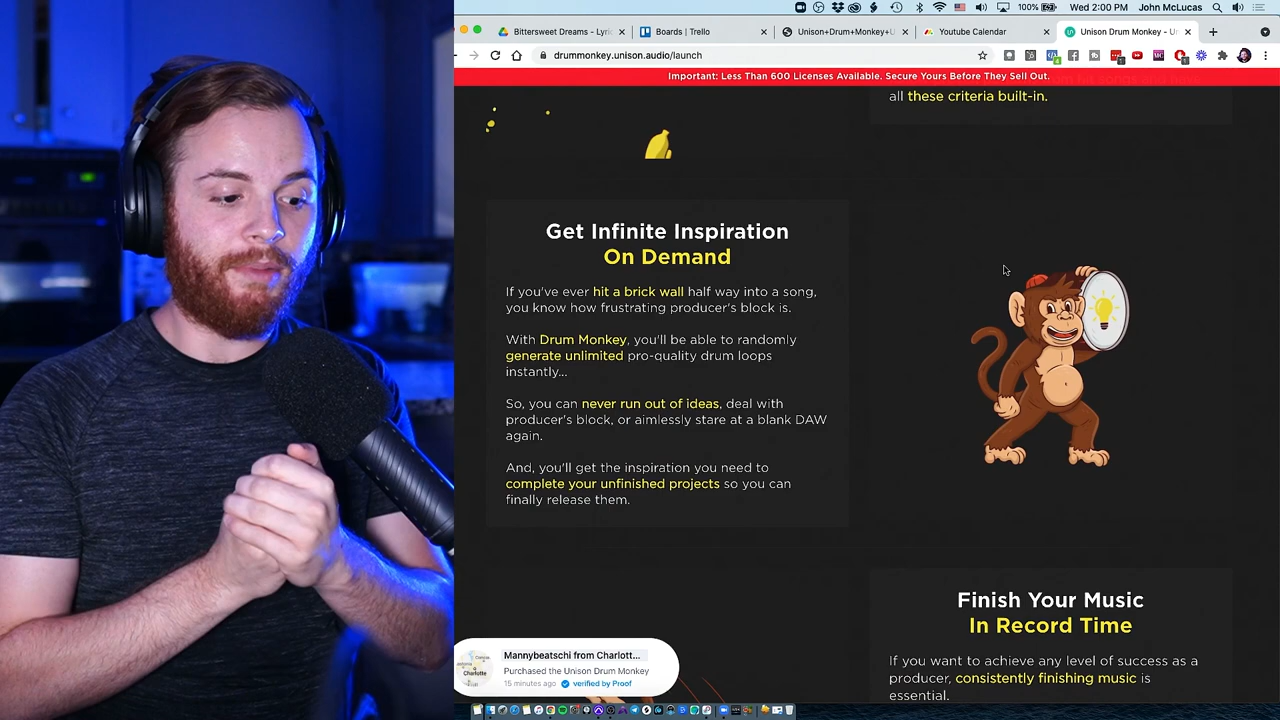 100%
Wed 2:00 PM
John McLucas
Bittersweet Dreams - Lyric
Boards | Trello
Unison+Drum+Monkey+U
Youtube Calendar
Unison Drum Monkey - Un
drummonkey.unison.audio/launch
Important: Less Than 600 Licenses Available. Secure Yours Before They Sell Out.
all these criteria built-in.
Get Infinite Inspiration
On Demand
If you've ever hit a brick wall half way into a song,
you know how frustrating producer's block is.
With Drum Monkey, you'll be able to randomly
generate unlimited pro-quality drum loops
instantly...
So, you can never run out of ideas, deal with
producer's block, or aimlessly stare at a blank DAW
again.
And, you'll get the inspiration you need to
complete your unfinished projects so you can
finally release them.
Finish Your Music
In Record Time
If you want to achieve any level of success as a
producer, consistently finishing music is
essential.
Mannybeatschi from Charlott...
Purchased the Unison Drum Monkey
15 minutes ago verified by Proof
Charlotte